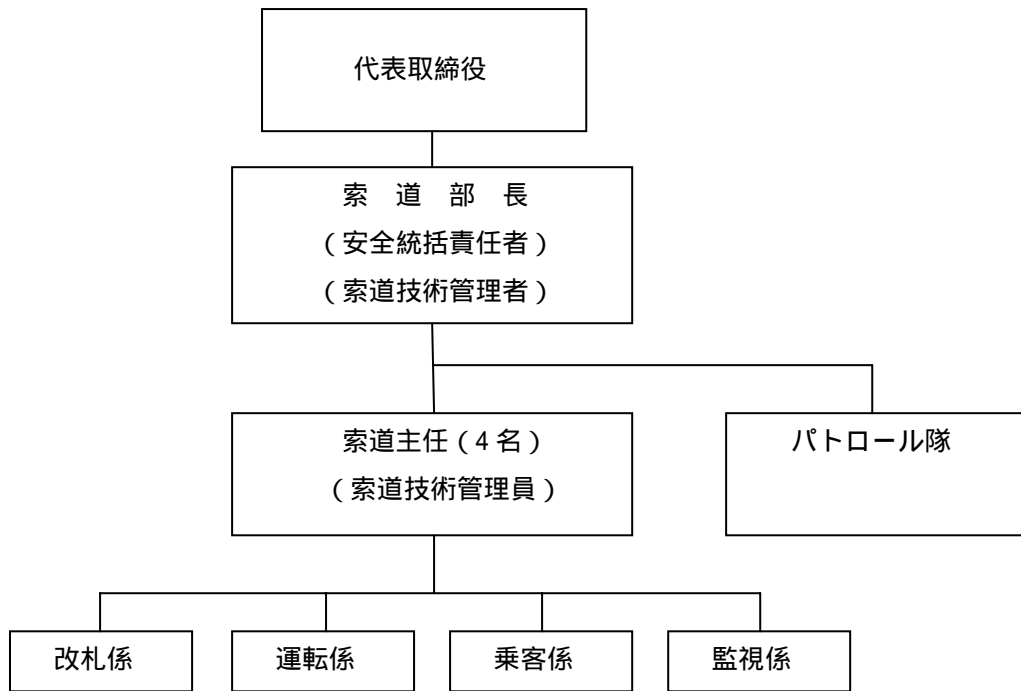 代表取締役
索　道　部　長
（安全統括責任者）
（索道技術管理者）
索道主任（4名）
（索道技術管理員）
パトロール隊
改札係
運転係
乗客係
監視係